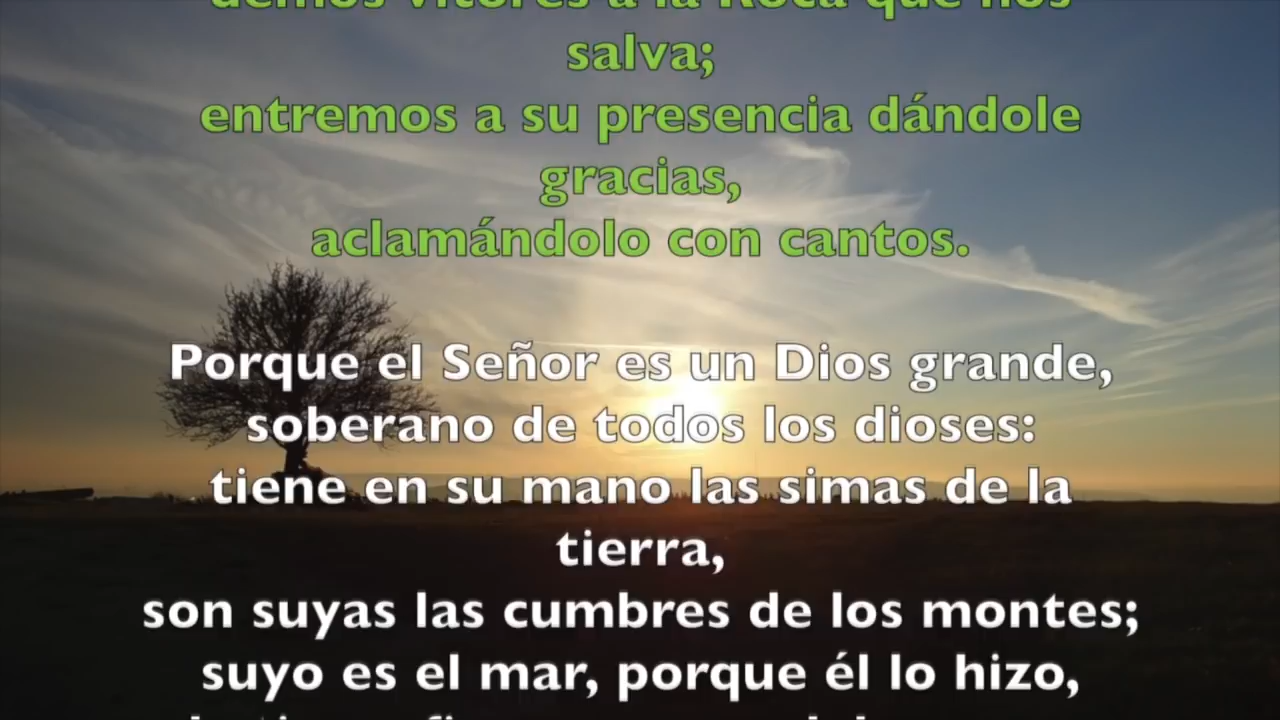 demos vítores a la Roca que nos
salva;
entremos a su presencia dándole
gracias,
aclamándolo con cantos.
Porque el Señor es un Dios grande,
soberano de todos los dioses:
tiene en su mano las simas de la
tierra,
son suyas las cumbres de los montes;
suyo es el mar, porque él lo hizo,